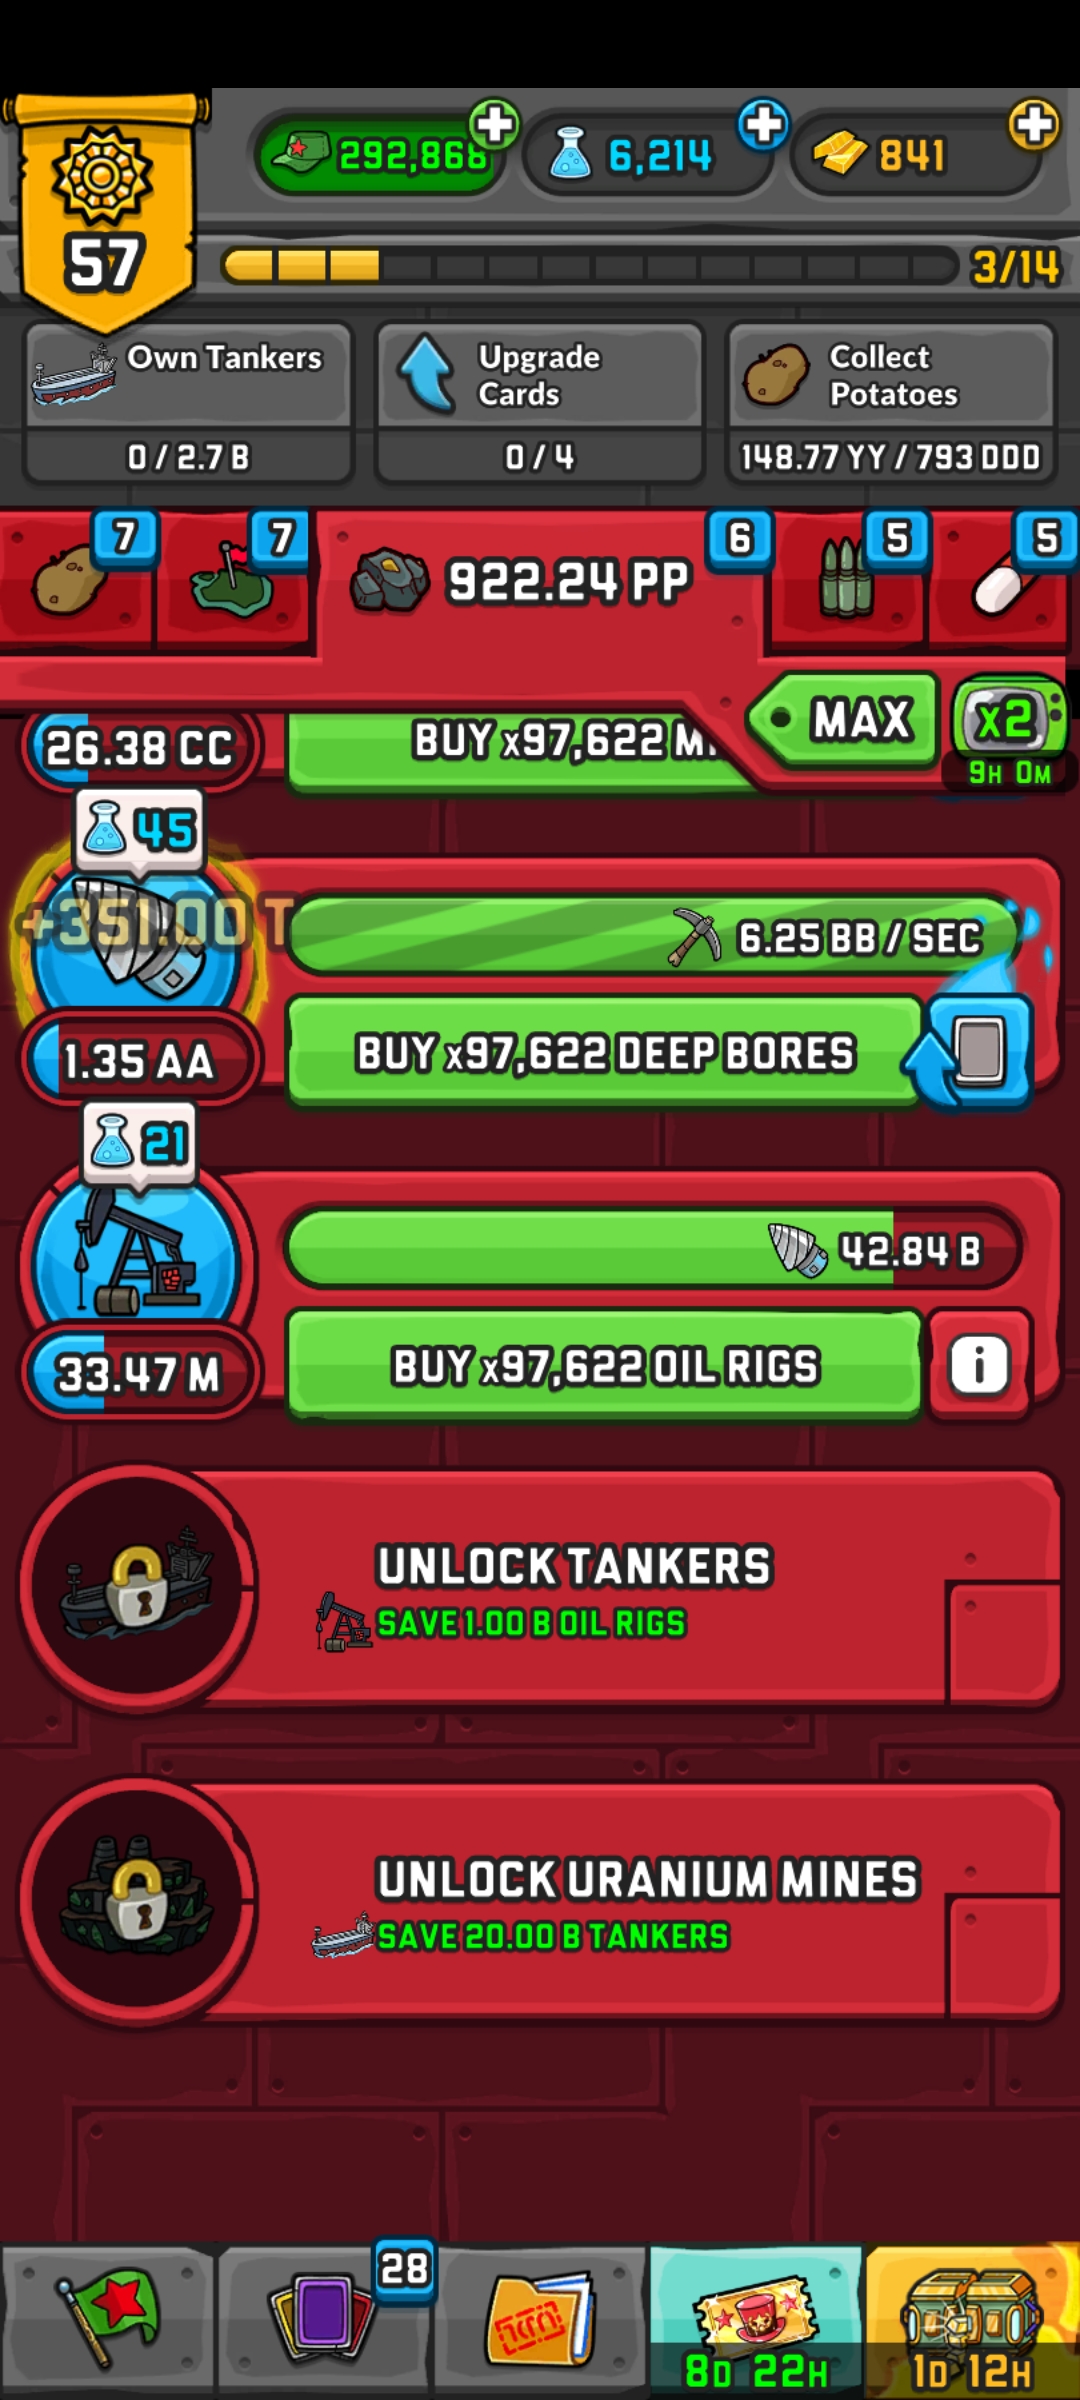 292,868
6,214
841
57
3/14
Own Tankers
0 / 2.7 B
Upgrade
Cards
0 / 4
Collect
Potatoes
148.77 YY / 793 DDD
7
7
922.24 PP
6
5
5
MAX
x2
9H 0M
26.38 CC
BUY x97,622
45
+351.00 T
6.25 BB / SEC
1.35 AA
BUY x97,622 DEEP BORES
21
42.84 B
33.47 M
BUY x97,622 OIL RIGS
i
UNLOCK TANKERS
SAVE 1.00 B OIL RIGS
UNLOCK URANIUM MINES
SAVE 20.00 B TANKERS
28
8D 22H
1D 12H